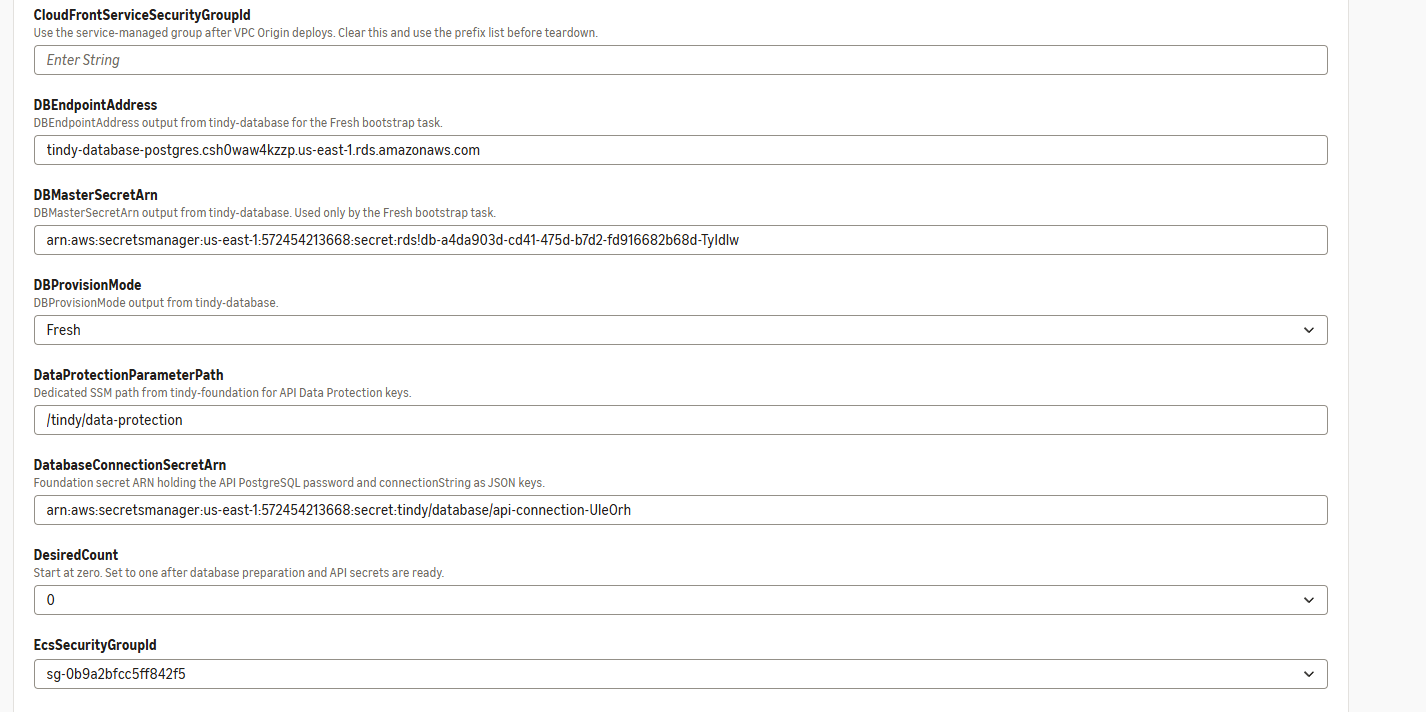 CloudFrontServiceSecurityGroupId
Use the service-managed group after VPC Origin deploys. Clear this and use the prefix list before teardown.
Enter String
DBEndpointAddress
DBEndpointAddress output from tindy-database for the Fresh bootstrap task.
tindy-database-postgres.csh0waw4kzzp.us-east-1.rds.amazonaws.com
DBMasterSecretArn
DBMasterSecretArn output from tindy-database. Used only by the Fresh bootstrap task.
arn:aws:secretsmanager:us-east-1:572454213668:secret:rds!db-a4da903d-cd41-475d-b7d2-fd916682b68d-TyIdlw
DBProvisionMode
DBProvisionMode output from tindy-database.
Fresh
DataProtectionParameterPath
Dedicated SSM path from tindy-foundation for API Data Protection keys.
/tindy/data-protection
DatabaseConnectionSecretArn
Foundation secret ARN holding the API PostgreSQL password and connectionString as JSON keys.
arn:aws:secretsmanager:us-east-1:572454213668:secret:tindy/database/api-connection-UIeOrh
DesiredCount
Start at zero. Set to one after database preparation and API secrets are ready.
0
EcsSecurityGroupId
sg-0b9a2bfcc5ff842f5